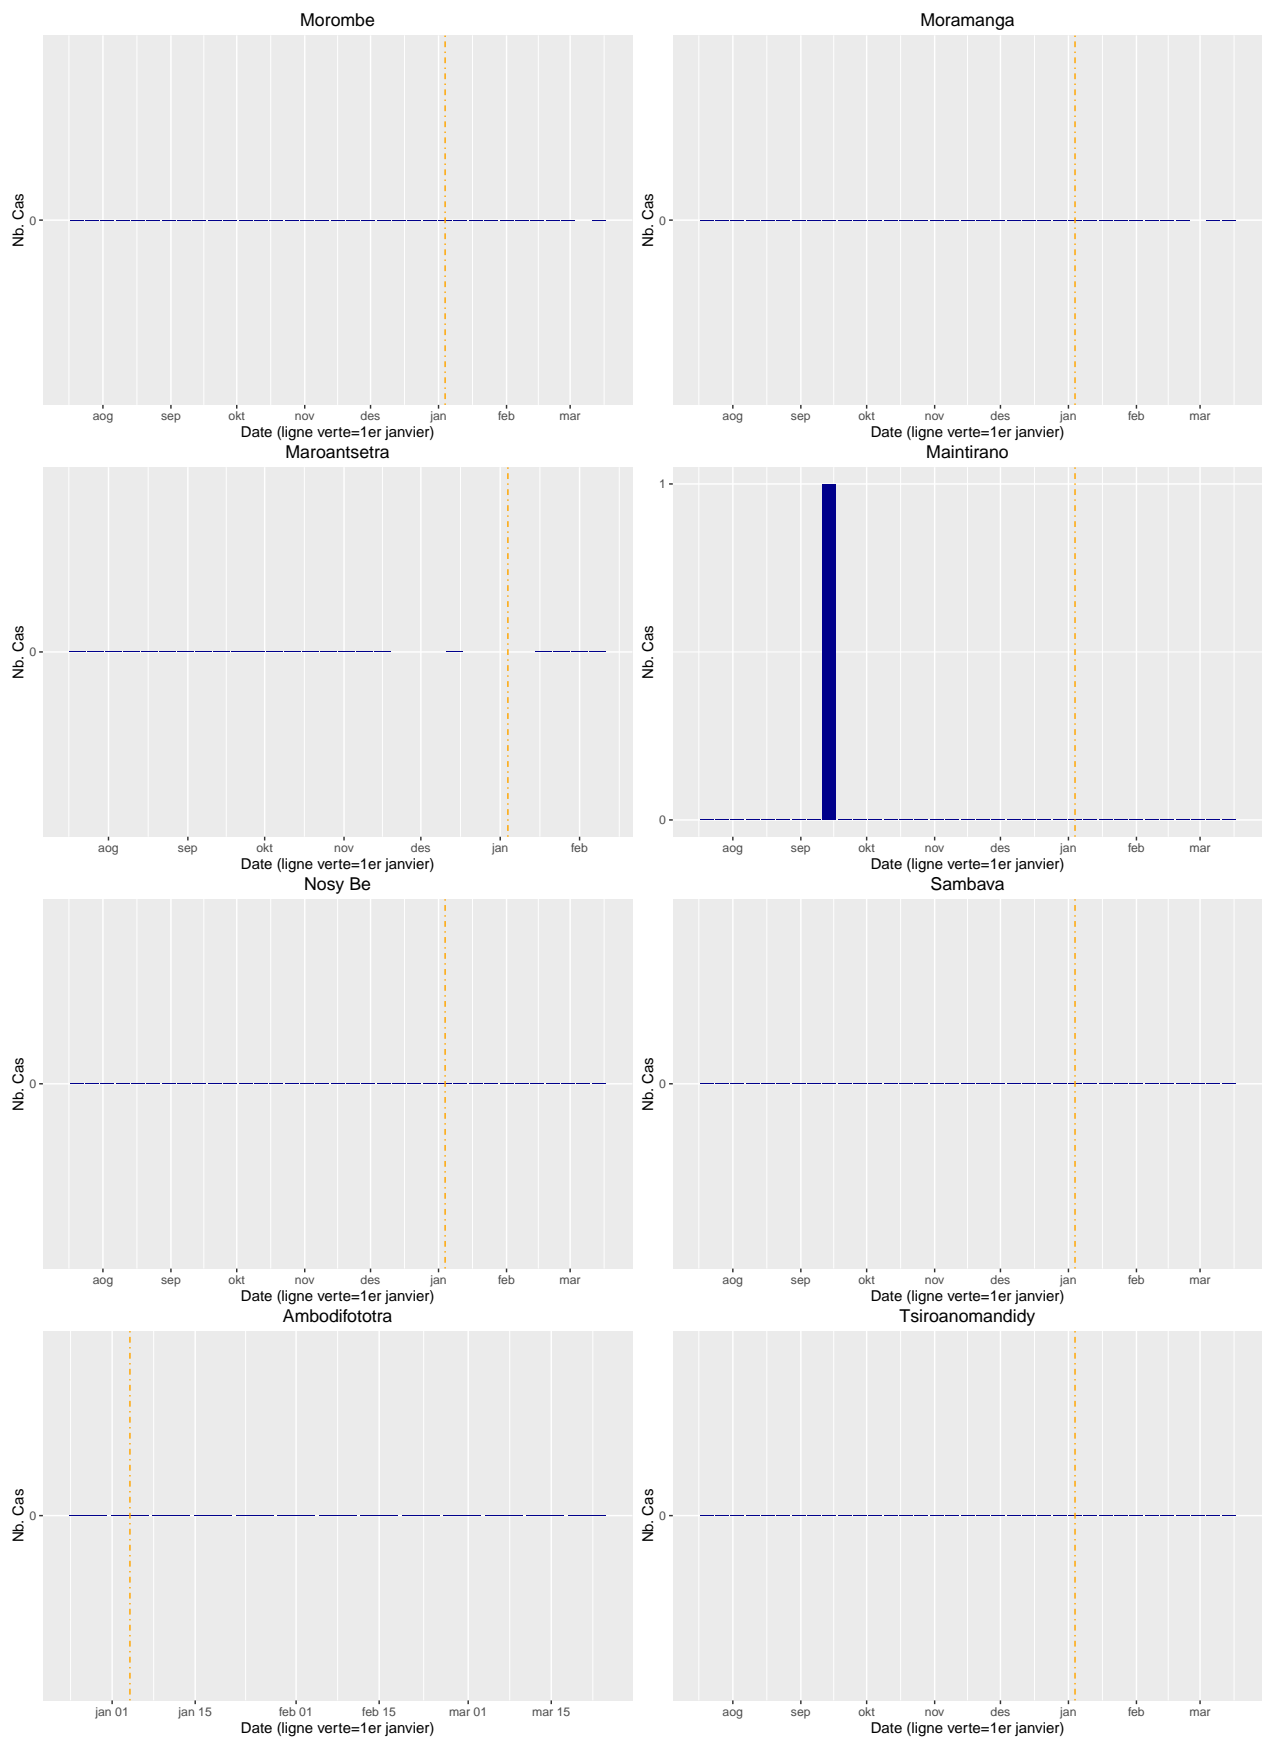 Morombe
Nb. Cas
0
aog sep okt nov des jan feb mar
Date (ligne verte=1er janvier)
Moramanga
Nb. Cas
0
aog sep okt nov des jan feb mar
Date (ligne verte=1er janvier)
Maroantsetra
Nb. Cas
0
aog sep okt nov des jan feb
Date (ligne verte=1er janvier)
Maintirano
Nb. Cas
1
0
aog sep okt nov des jan feb mar
Date (ligne verte=1er janvier)
Nosy Be
Nb. Cas
0
aog sep okt nov des jan feb mar
Date (ligne verte=1er janvier)
Sambava
Nb. Cas
0
aog sep okt nov des jan feb mar
Date (ligne verte=1er janvier)
Ambodifototra
Nb. Cas
0
jan 01 jan 15 feb 01 feb 15 mar 01 mar 15
Date (ligne verte=1er janvier)
Tsiroanomandidy
Nb. Cas
0
aog sep okt nov des jan feb mar
Date (ligne verte=1er janvier)